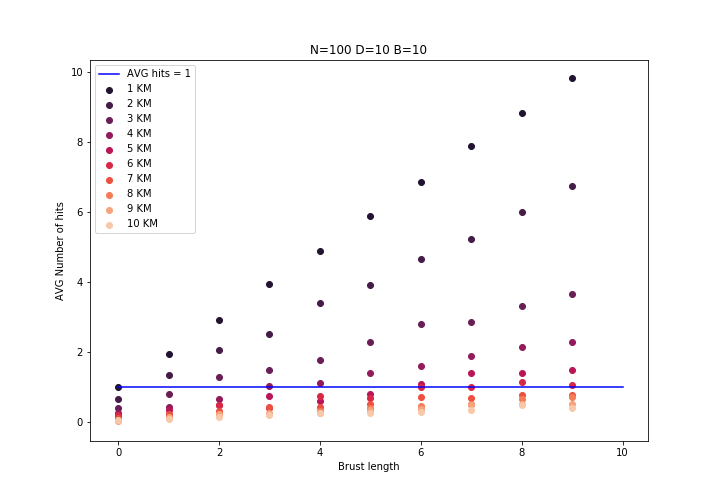 N=100 D=10 B=10
AVG hits = 1
1 KM
2 KM
3 KM
4 KM
5 KM
6 KM
7 KM
8 KM
9 KM
10 KM
AVG Number of hits
10
8
6
4
2
0
0 2 4 6 8 10
Brust length